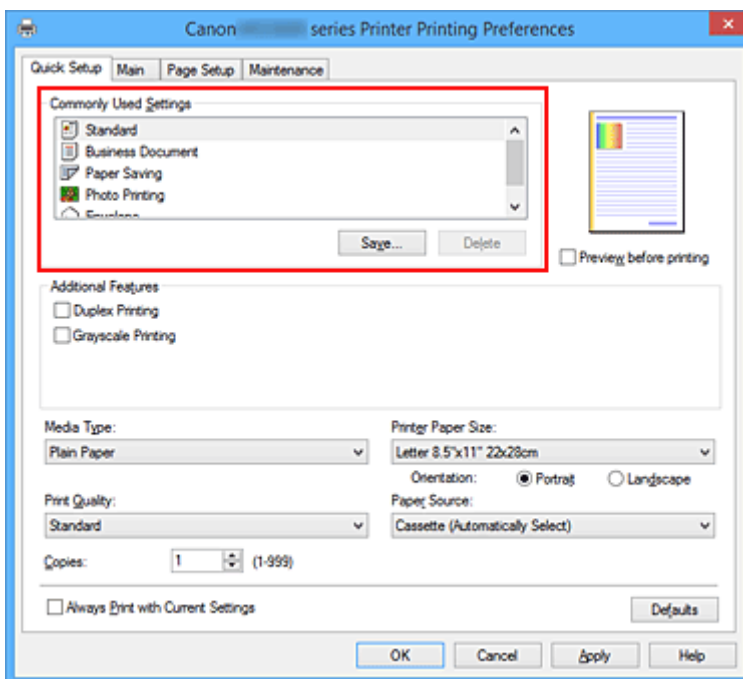 Canon series Printer Printing Preferences
Quick Setup Main Page Setup Maintenance
Commonly Used Settings
Standard
Business Document
Paper Saving
Photo Printing
Envelope
Save... Delete
Preview before printing
Additional Features
Duplex Printing
Grayscale Printing
Media Type: Printer Paper Size:
Plain Paper Letter 8.5"x11" 22x28cm
Orientation: Portrait Landscape
Print Quality: Paper Source:
Standard Cassette (Automatically Select)
Copies: 1 (1-999)
Always Print with Current Settings Defaults
OK Cancel Apply Help